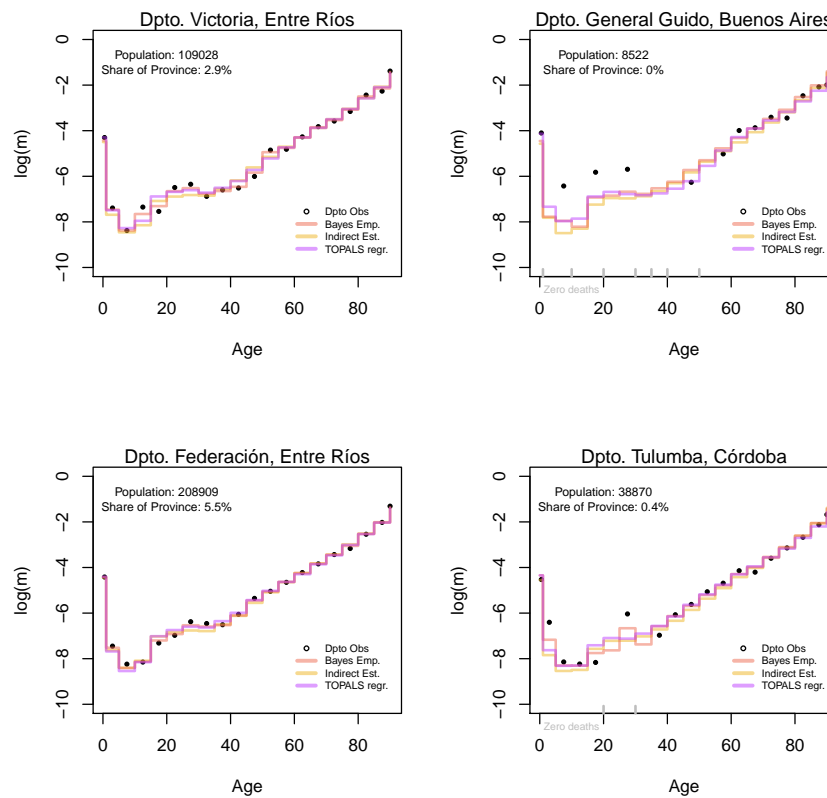 Dpto. Victoria, Entre Ríos
Population: 109028
Share of Province: 2.9%
log(m)
0
−2
−4
−6
−8
−10
Dpto Obs
Bayes Emp.
Indirect Est.
TOPALS regr.
0 20 40 60 80
Age
Dpto. General Guido, Buenos Aires
Population: 8522
Share of Province: 0%
log(m)
0
−2
−4
−6
−8
−10
Dpto Obs
Bayes Emp.
Indirect Est.
TOPALS regr.
Zero deaths
0 20 40 60 80
Age
Dpto. Federación, Entre Ríos
Population: 208909
Share of Province: 5.5%
log(m)
0
−2
−4
−6
−8
−10
Dpto Obs
Bayes Emp.
Indirect Est.
TOPALS regr.
0 20 40 60 80
Age
Dpto. Tulumba, Córdoba
Population: 38870
Share of Province: 0.4%
log(m)
0
−2
−4
−6
−8
−10
Dpto Obs
Bayes Emp.
Indirect Est.
TOPALS regr.
Zero deaths
0 20 40 60 80
Age